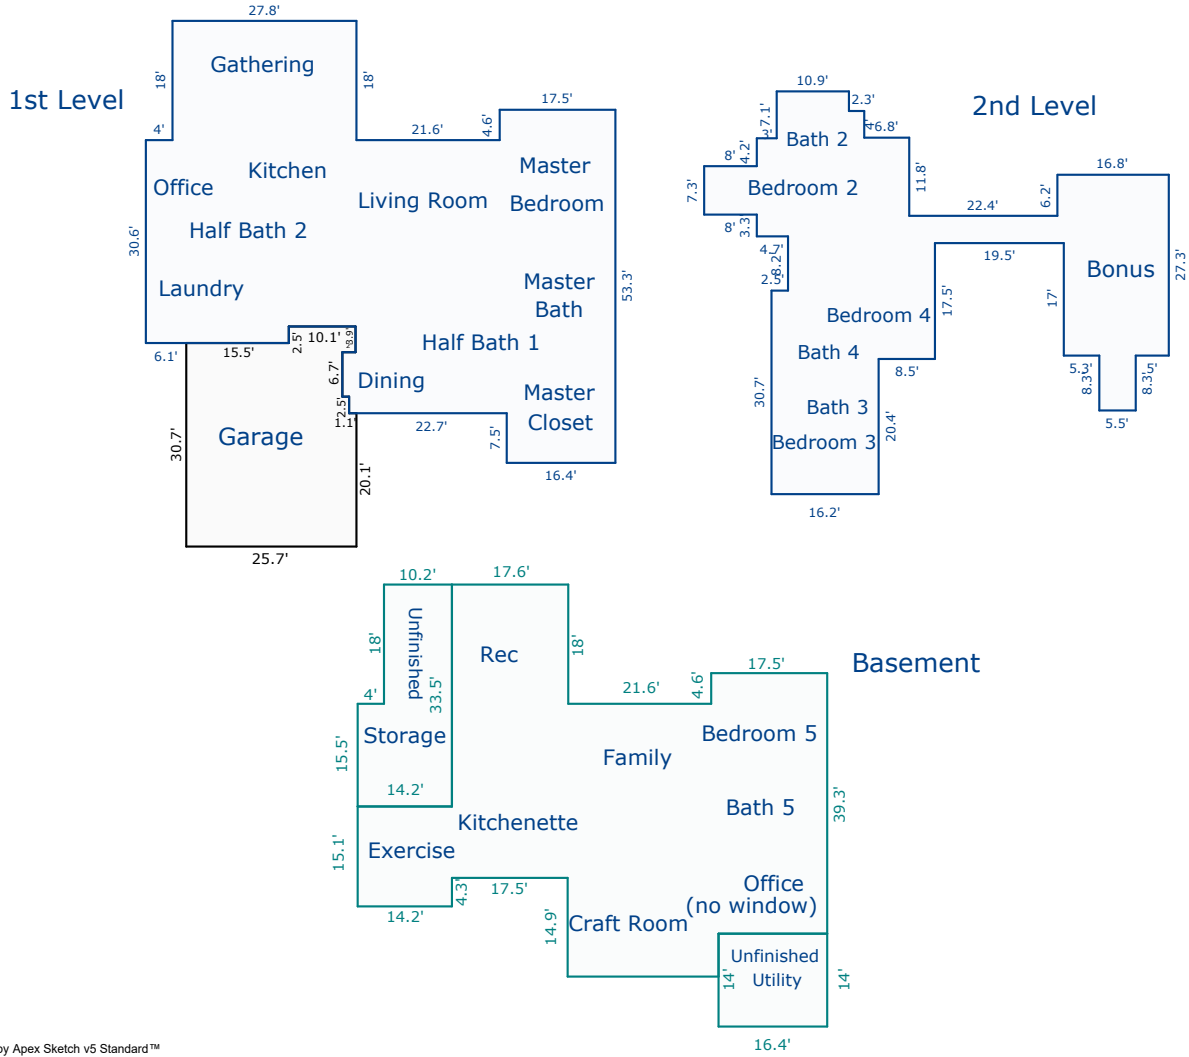 27.8'
18'
Gathering
18'
1st Level
4'
21.6'
4.6'
17.5'
Kitchen
Office
Master
Living Room
Bedroom
Half Bath 2
30.6'
Laundry
Master
Bath
53.3'
6.1'
15.5'
2.5'
10.1'
3.9'
Half Bath 1
6.7'
Dining
Master
Closet
2.5'
1.1'
22.7'
7.5'
16.4'
Garage
30.7'
20.1'
25.7'
10.9'
2nd Level
7.1'
2.3'
4'
6.8'
3'
Bath 2
4.2'
8'
Bedroom 2
7.3'
11.8'
16.8'
6.2'
8'
3.3'
22.4'
4.7'
8.2'
2.5'
19.5'
Bonus
27.3'
Bedroom 4
17.5'
17'
Bath 4
8.5'
5.3'
8.3'
8.3'
5'
5.5'
30.7'
Bath 3
20.4'
Bedroom 3
16.2'
10.2'
17.6'
18'
Unfinished
Rec
18'
Basement
33.5'
4'
21.6'
4.6'
17.5'
Storage
15.5'
Family
Bedroom 5
14.2'
Bath 5
39.3'
Kitchenette
15.1'
Exercise
14.2'
4.3'
17.5'
Office
(no window)
14.9'
Craft Room
Unfinished
Utility
14'
14'
16.4'
by Apex Sketch v5 Standard™